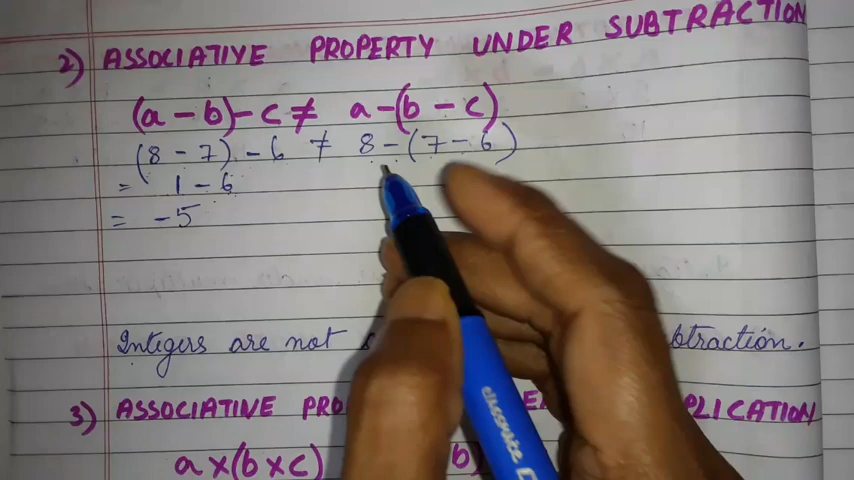 2) ASSOCIATIVE PROPERTY UNDER SUBTRACTION
(a - b) - c ≠ a - (b - c)
(8 - 7) - 6 ≠ 8 - (7 - 6)
= 1 - 6
= -5
Integers are not
3) ASSOCIATIVE
a × (b × c) b)
discrete